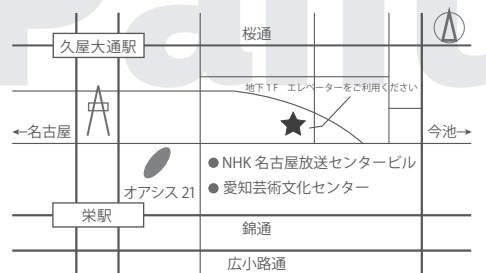 桜通
久屋大通駅
地下1F エレベーターをご利用ください
←名古屋
今池→
●NHK名古屋放送センタービル
オアシス21
●愛知芸術文化センター
栄駅
錦通
広小路通